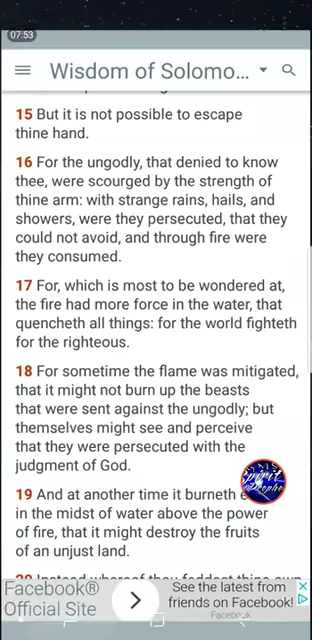 07:53
Wisdom of Solomo...
15 But it is not possible to escape
thine hand.
16 For the ungodly, that denied to know
thee, were scourged by the strength of
thine arm: with strange rains, hails, and
showers, were they persecuted, that they
could not avoid, and through fire were
they consumed.
17 For, which is most to be wondered at,
the fire had more force in the water, that
quencheth all things: for the world fighteth
for the righteous.
18 For sometime the flame was mitigated,
that it might not burn up the beasts
that were sent against the ungodly; but
themselves might see and perceive
that they were persecuted with the
judgment of God.
19 And at another time it burneth
in the midst of water above the power
of fire, that it might destroy the fruits
of an unjust land.
Facebook®
Official Site
See the latest from
friends on Facebook!
Facebook